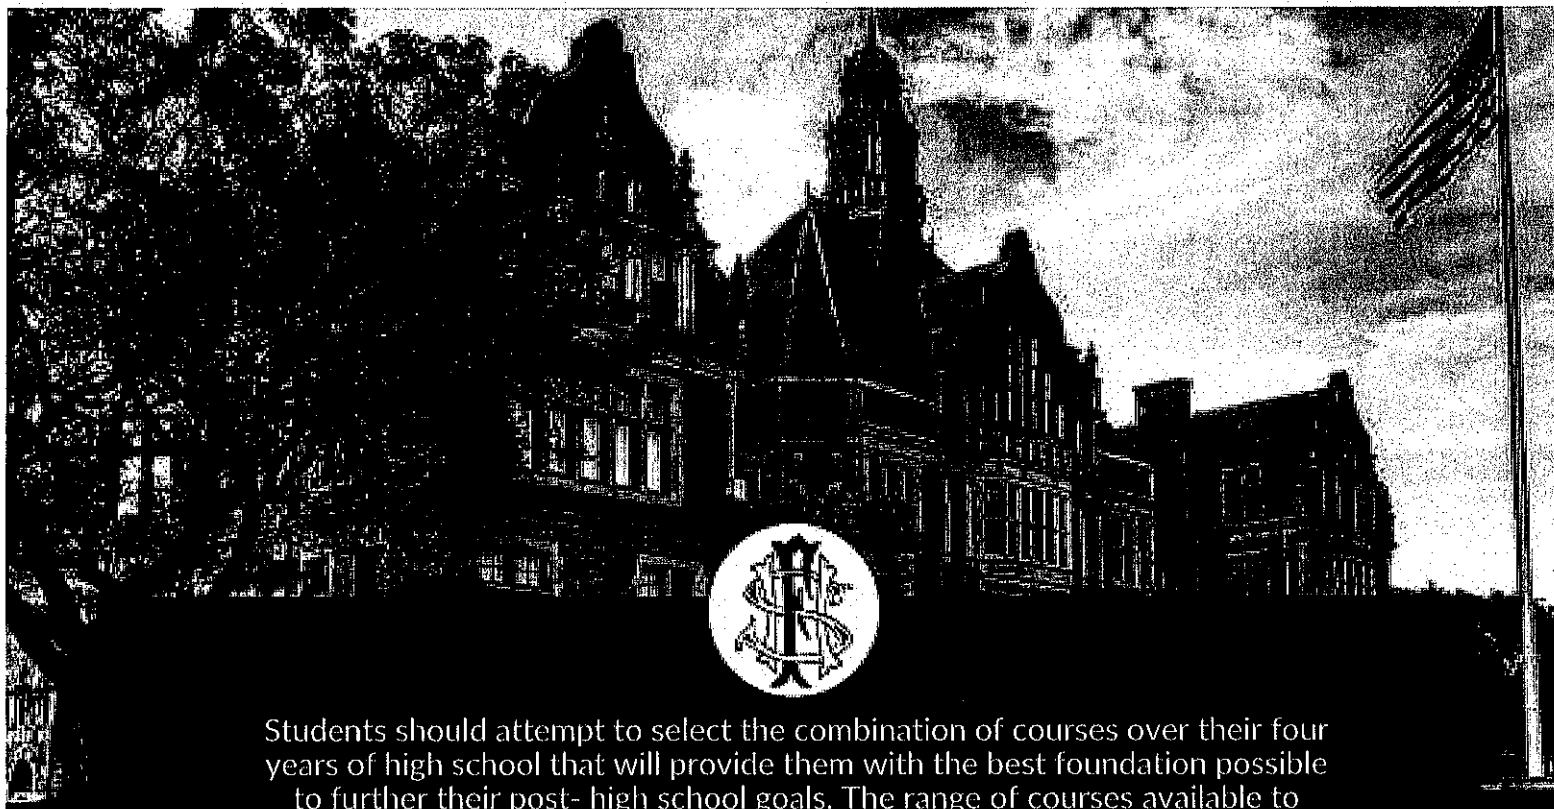 Students should attempt to select the combination of courses over their four
years of high school that will provide them with the best foundation possible
to further their post- high school goals. The range of courses available to